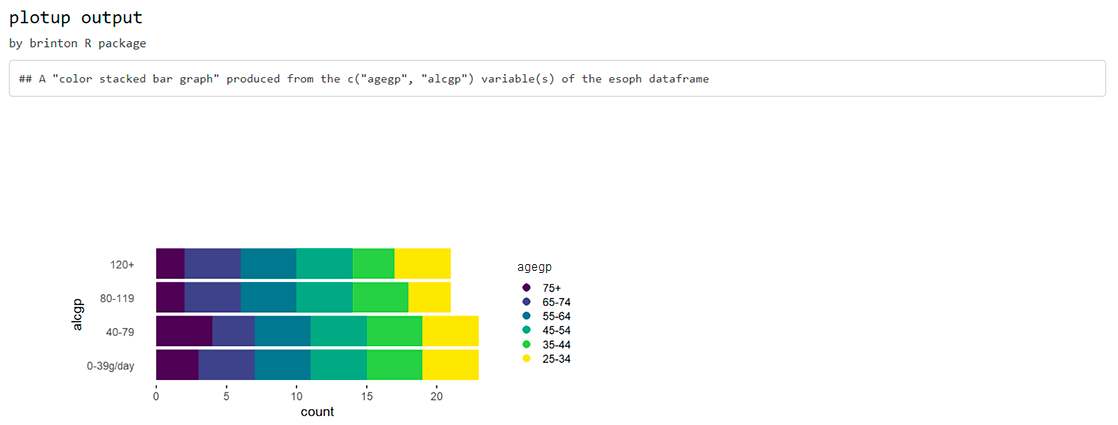 plotup output
by brinton R package
## A "color stacked bar graph" produced from the c("agegp", "alcgp") variable(s) of the esoph dataframe
alcgp
120+
80-119
40-79
0-39g/day
0 5 10 15 20
count
agegp
75+
65-74
55-64
45-54
35-44
25-34